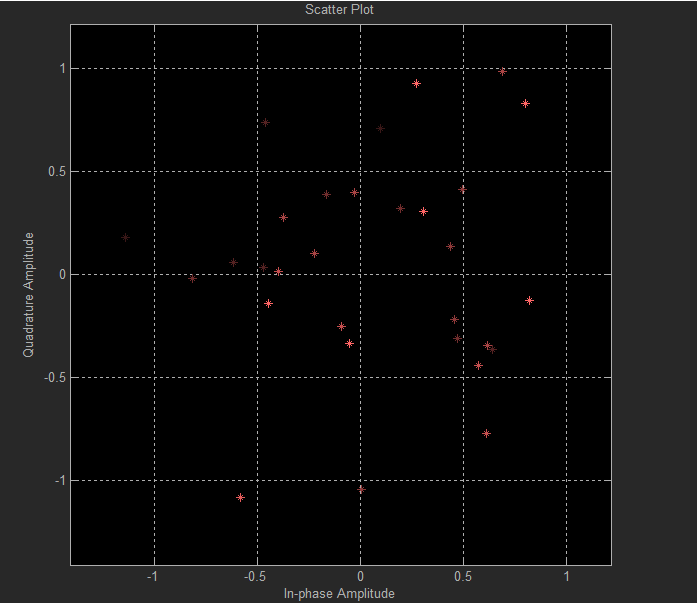 Scatter Plot
1
0.5
0
-0.5
-1
Quadrature Amplitude
-1 -0.5 0 0.5 1
In-phase Amplitude